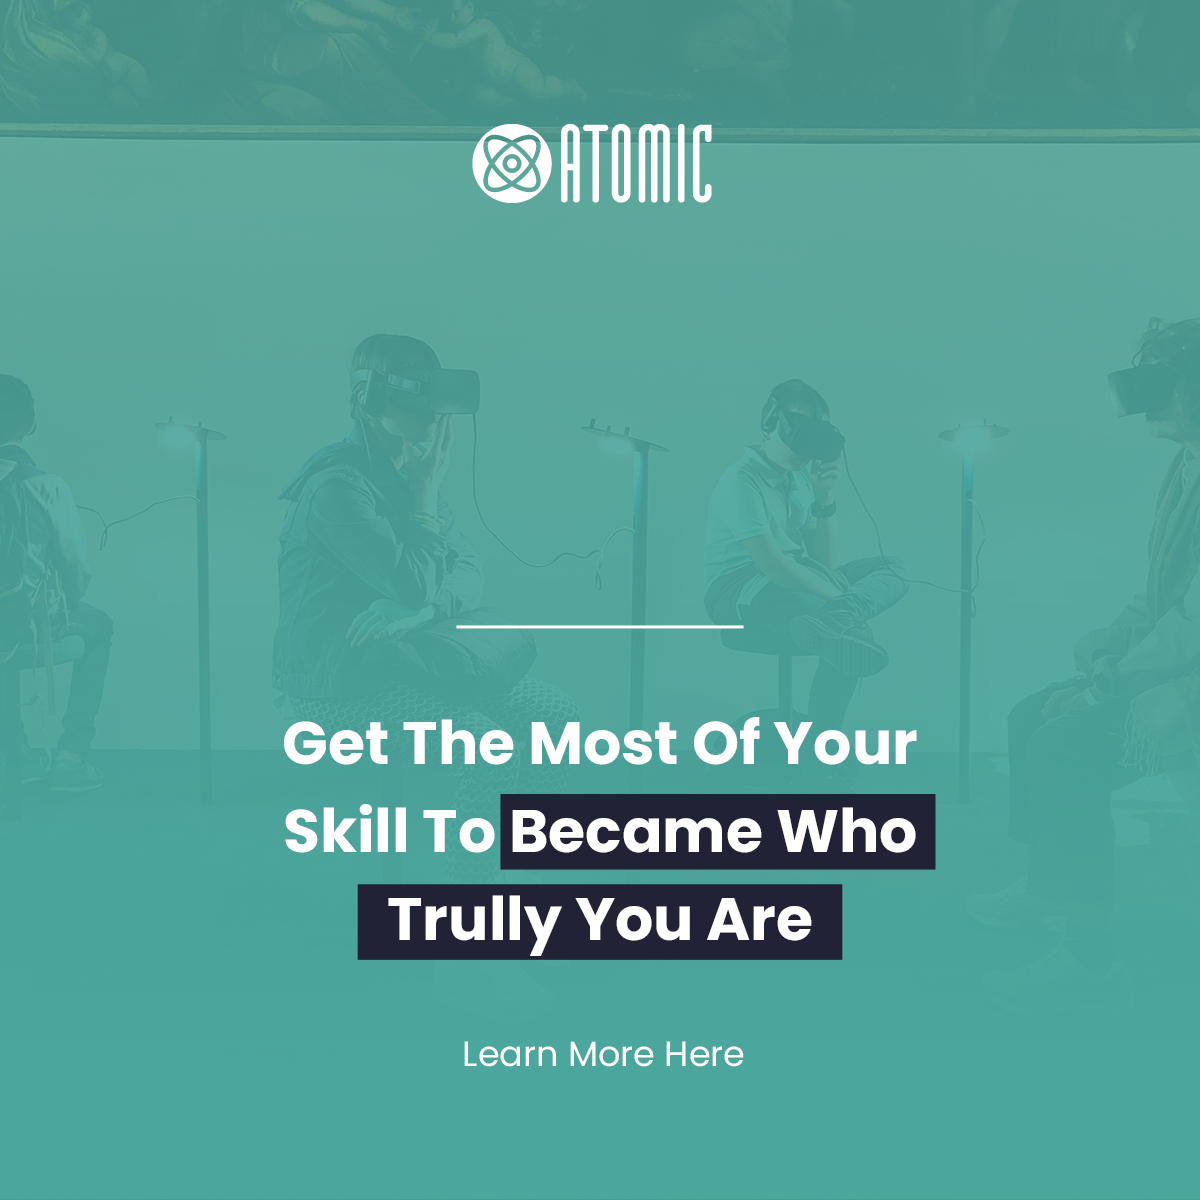 ATOMIC
Get The Most Of Your
Skill To Became Who
Trully You Are
Learn More Here